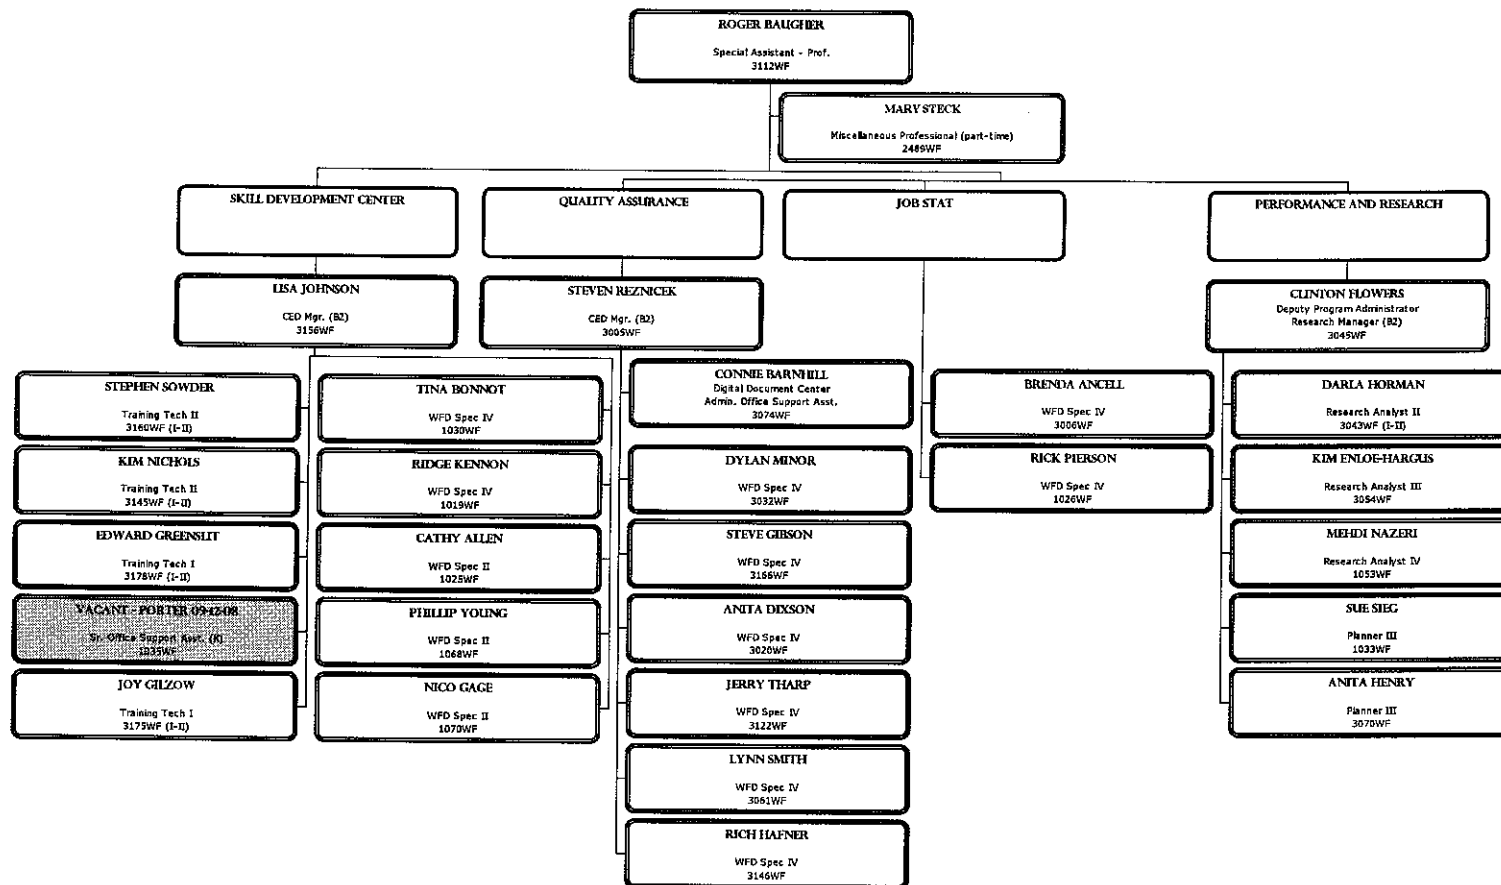 ROGER BAUGHER
Special Assistant - Prof.
3112WF
MARY STECK
Miscellaneous Professional (part-time)
2489WF
SKILL DEVELOPMENT CENTER
QUALITY ASSURANCE
JOB STAT
PERFORMANCE AND RESEARCH
LISA JOHNSON
CED Mgr. (B2)
3156WF
STEVEN REZNICEK
CED Mgr. (B2)
3005WF
CLINTON FLOWERS
Deputy Program Administrator
Research Manager (B2)
3045WF
STEPHEN SOWDER
Training Tech II
3160WF (I-II)
KIM NICHOLS
Training Tech II
3145WF (I-II)
EDWARD GREENSLIT
Training Tech I
3178WF (I-II)
VACANT - PORTER 09-12-08
Sr. Office Support Asst. (K)
1035WF
JOY GILZOW
Training Tech I
3175WF (I-II)
TINA BONNOT
WFD Spec IV
1030WF
RIDGE KENNON
WFD Spec IV
1019WF
CATHY ALLEN
WFD Spec II
1025WF
PHILLIP YOUNG
WFD Spec II
1068WF
NICO GAGE
WFD Spec II
1070WF
CONNIE BARNHILL
Digital Document Center
Admin. Office Support Asst.
3074WF
DYLAN MINOR
WFD Spec IV
3032WF
STEVE GIBSON
WFD Spec IV
3166WF
ANITA DIXSON
WFD Spec IV
3020WF
JERRY THARP
WFD Spec IV
3122WF
LYNN SMITH
WFD Spec IV
3061WF
RICH HAFNER
WFD Spec IV
3146WF
BRENDA ANCELL
WFD Spec IV
3006WF
RICK PIERSON
WFD Spec IV
1026WF
DARLA HORMAN
Research Analyst II
3043WF (I-II)
KIM ENLOE-HARGUS
Research Analyst III
3054WF
MEHDI NAZERI
Research Analyst IV
1053WF
SUE SIEG
Planner III
1033WF
ANITA HENRY
Planner III
3070WF